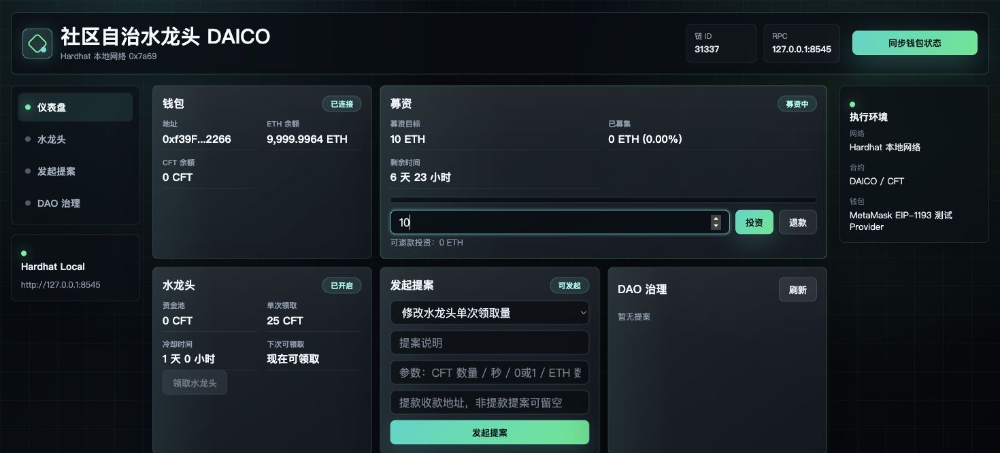 社区自治水龙头 DAICO
Hardhat 本地网络 0x7a69
链 ID
31337
RPC
127.0.0.1:8545
同步钱包状态
仪表盘
水龙头
发起提案
DAO 治理
Hardhat Local
http://127.0.0.1:8545
钱包
已连接
地址
0xf39F...2266
ETH 余额
9,999.9964 ETH
CFT 余额
0 CFT
募资
募资中
募资目标
10 ETH
已募集
0 ETH (0.00%)
剩余时间
6 天 23 小时
10
投资
退款
可退款投资：0 ETH
执行环境
网络
Hardhat 本地网络
合约
DAICO / CFT
钱包
MetaMask EIP-1193 测试
Provider
水龙头
已开启
资金池
0 CFT
单次领取
25 CFT
冷却时间
1 天 0 小时
下次可领取
现在可领取
领取水龙头
发起提案
可发起
修改水龙头单次领取量
提案说明
参数：CFT 数量 / 秒 / 0或1 / ETH 数
提款收款地址，非提款提案可留空
发起提案
DAO 治理
刷新
暂无提案